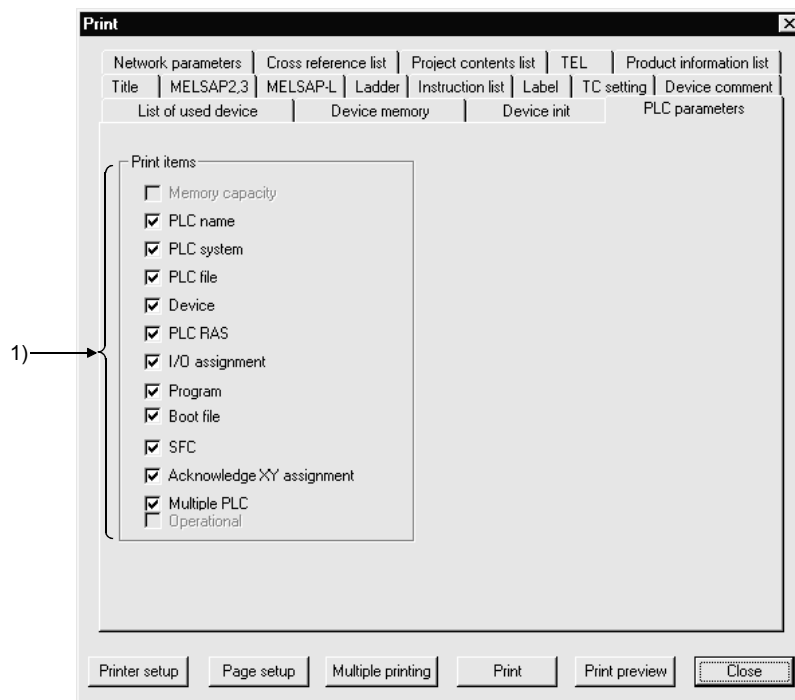 Print
Network parameters Cross reference list Project contents list TEL Product information list
Title MELSAP2,3 MELSAP-L Ladder Instruction list Label TC setting Device comment
List of used device Device memory Device init PLC parameters
Print items
Memory capacity
PLC name
PLC system
PLC file
Device
PLC RAS
1) I/O assignment
Program
Boot file
SFC
Acknowledge XY assignment
Multiple PLC
Operational
Printer setup Page setup Multiple printing Print Print preview Close